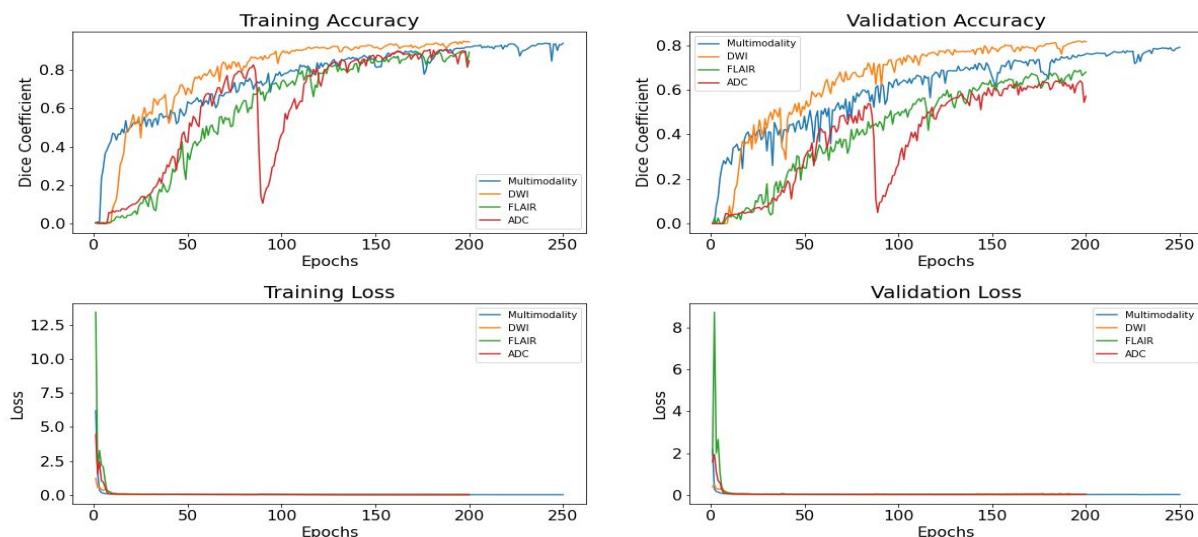 Training Accuracy
Dice Coefficient
0.8
0.6
0.4
0.2
0.0
Multimodality
DWI
FLAIR
ADC
0 50 100 150 200 250
Epochs
Validation Accuracy
Dice Coefficient
0.8
0.6
0.4
0.2
0.0
Multimodality
DWI
FLAIR
ADC
0 50 100 150 200 250
Epochs
Training Loss
Loss
12.5
10.0
7.5
5.0
2.5
0.0
Multimodality
DWI
FLAIR
ADC
0 50 100 150 200 250
Epochs
Validation Loss
Loss
8
6
4
2
0
Multimodality
DWI
FLAIR
ADC
0 50 100 150 200 250
Epochs